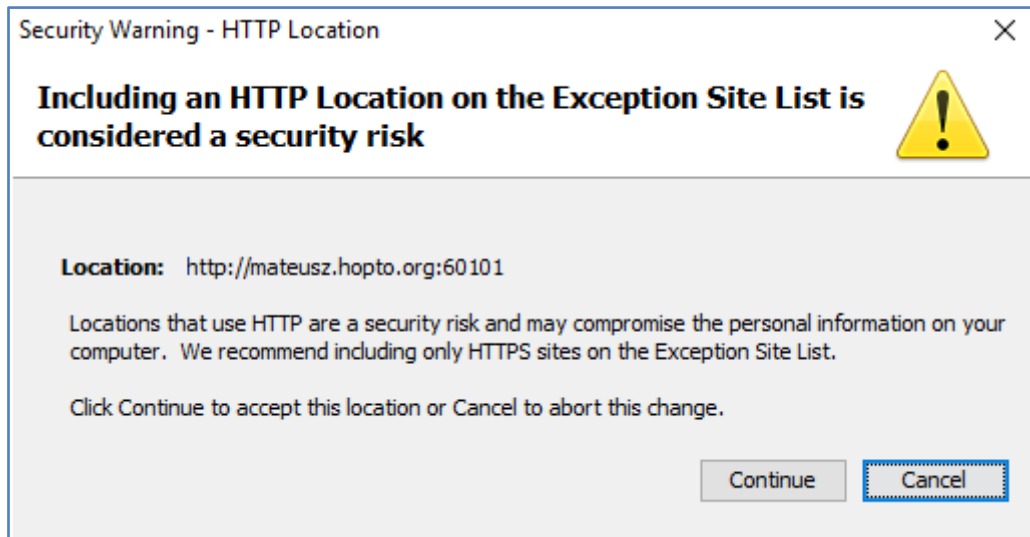 Security Warning - HTTP Location
Including an HTTP Location on the Exception Site List is
considered a security risk
Location: http://mateusz.hopto.org:60101
Locations that use HTTP are a security risk and may compromise the personal information on your
computer. We recommend including only HTTPS sites on the Exception Site List.
Click Continue to accept this location or Cancel to abort this change.
Continue Cancel